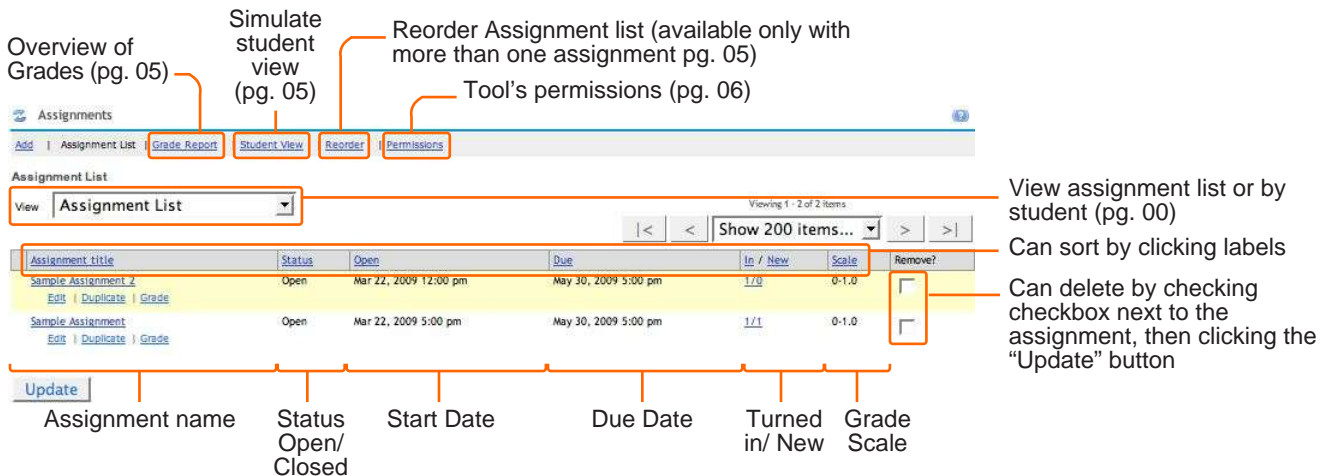 Overview of
Grades (pg. 05)
Simulate
student
view
(pg. 05)
Reorder Assignment list (available only with
more than one assignment pg. 05)
Tool's permissions (pg. 06)
Assignments
Add | Assignment List | Grade Report | Student View | Reorder | Permissions
Assignment List
View Assignment List
Viewing 1 - 2 of 2 items
|< < Show 200 items... > >|
View assignment list or by
student (pg. 00)
Can sort by clicking labels
Assignment title Status Open Due In / New Scale Remove?
Sample Assignment 2 Open Mar 22, 2009 12:00 pm May 30, 2009 5:00 pm 1/0 0-1.0
Edit | Duplicate | Grade
Sample Assignment Open Mar 22, 2009 5:00 pm May 30, 2009 5:00 pm 1/1 0-1.0
Edit | Duplicate | Grade
Can delete by checking
checkbox next to the
assignment, then clicking the
“Update” button
Update
Assignment name
Status
Open/
Closed
Start Date
Due Date
Turned
in/ New
Grade
Scale